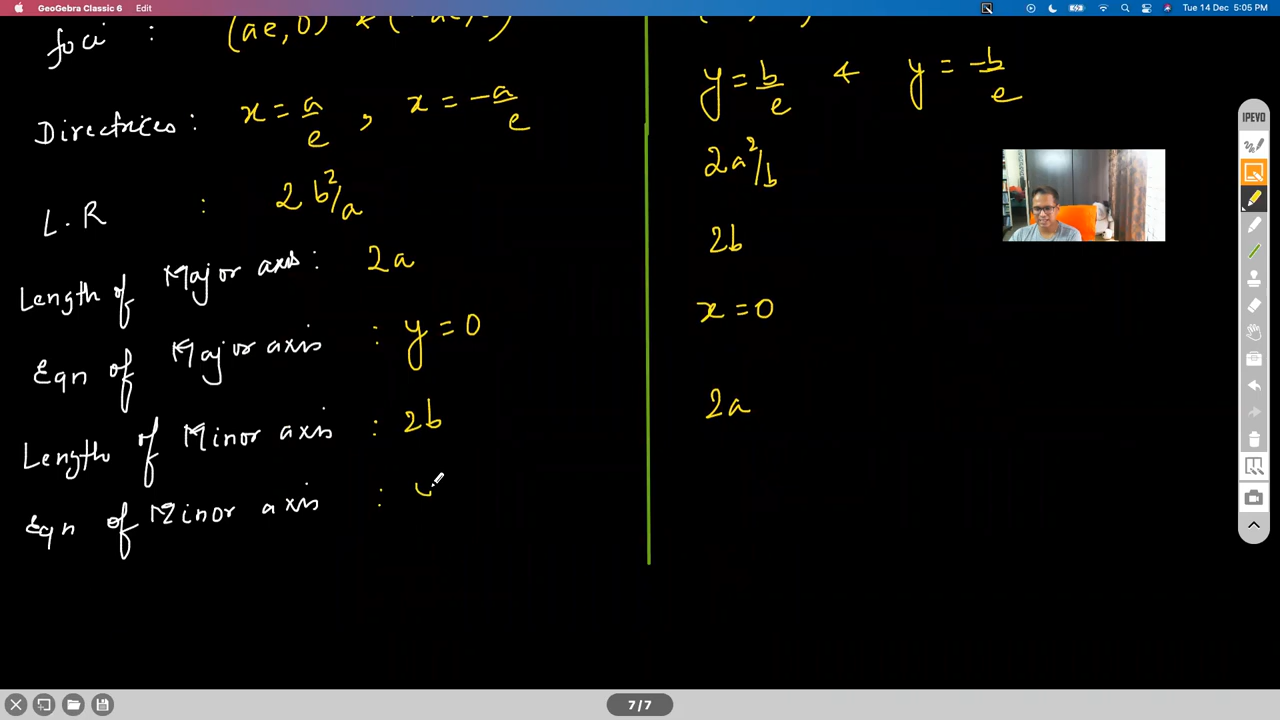 GeoGebra Classic 6 Edit Tue 14 Dec 5:05 PM
foci : (ae, 0)
Directrices : x = a/e , x = -a/e
y = b/e & y = -b/e
L.R : 2b²/a
2a²/b
Length of Major axis : 2a
2b
Eqn of Major axis : y = 0
x = 0
Length of Minor axis : 2b
2a
Eqn of Minor axis :
IPEVO
7/7